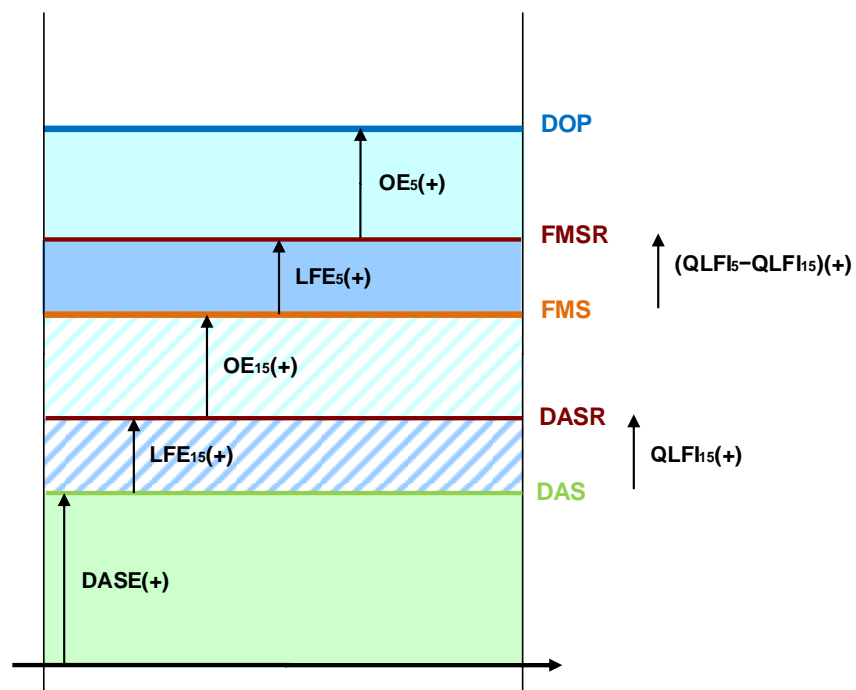 DOP
OE₅(+)
FMSR
(QLFI₅−QLFI₁₅)(+)
LFE₅(+)
FMS
OE₁₅(+)
DASR
LFE₁₅(+)
QLFI₁₅(+)
DAS
DASE(+)